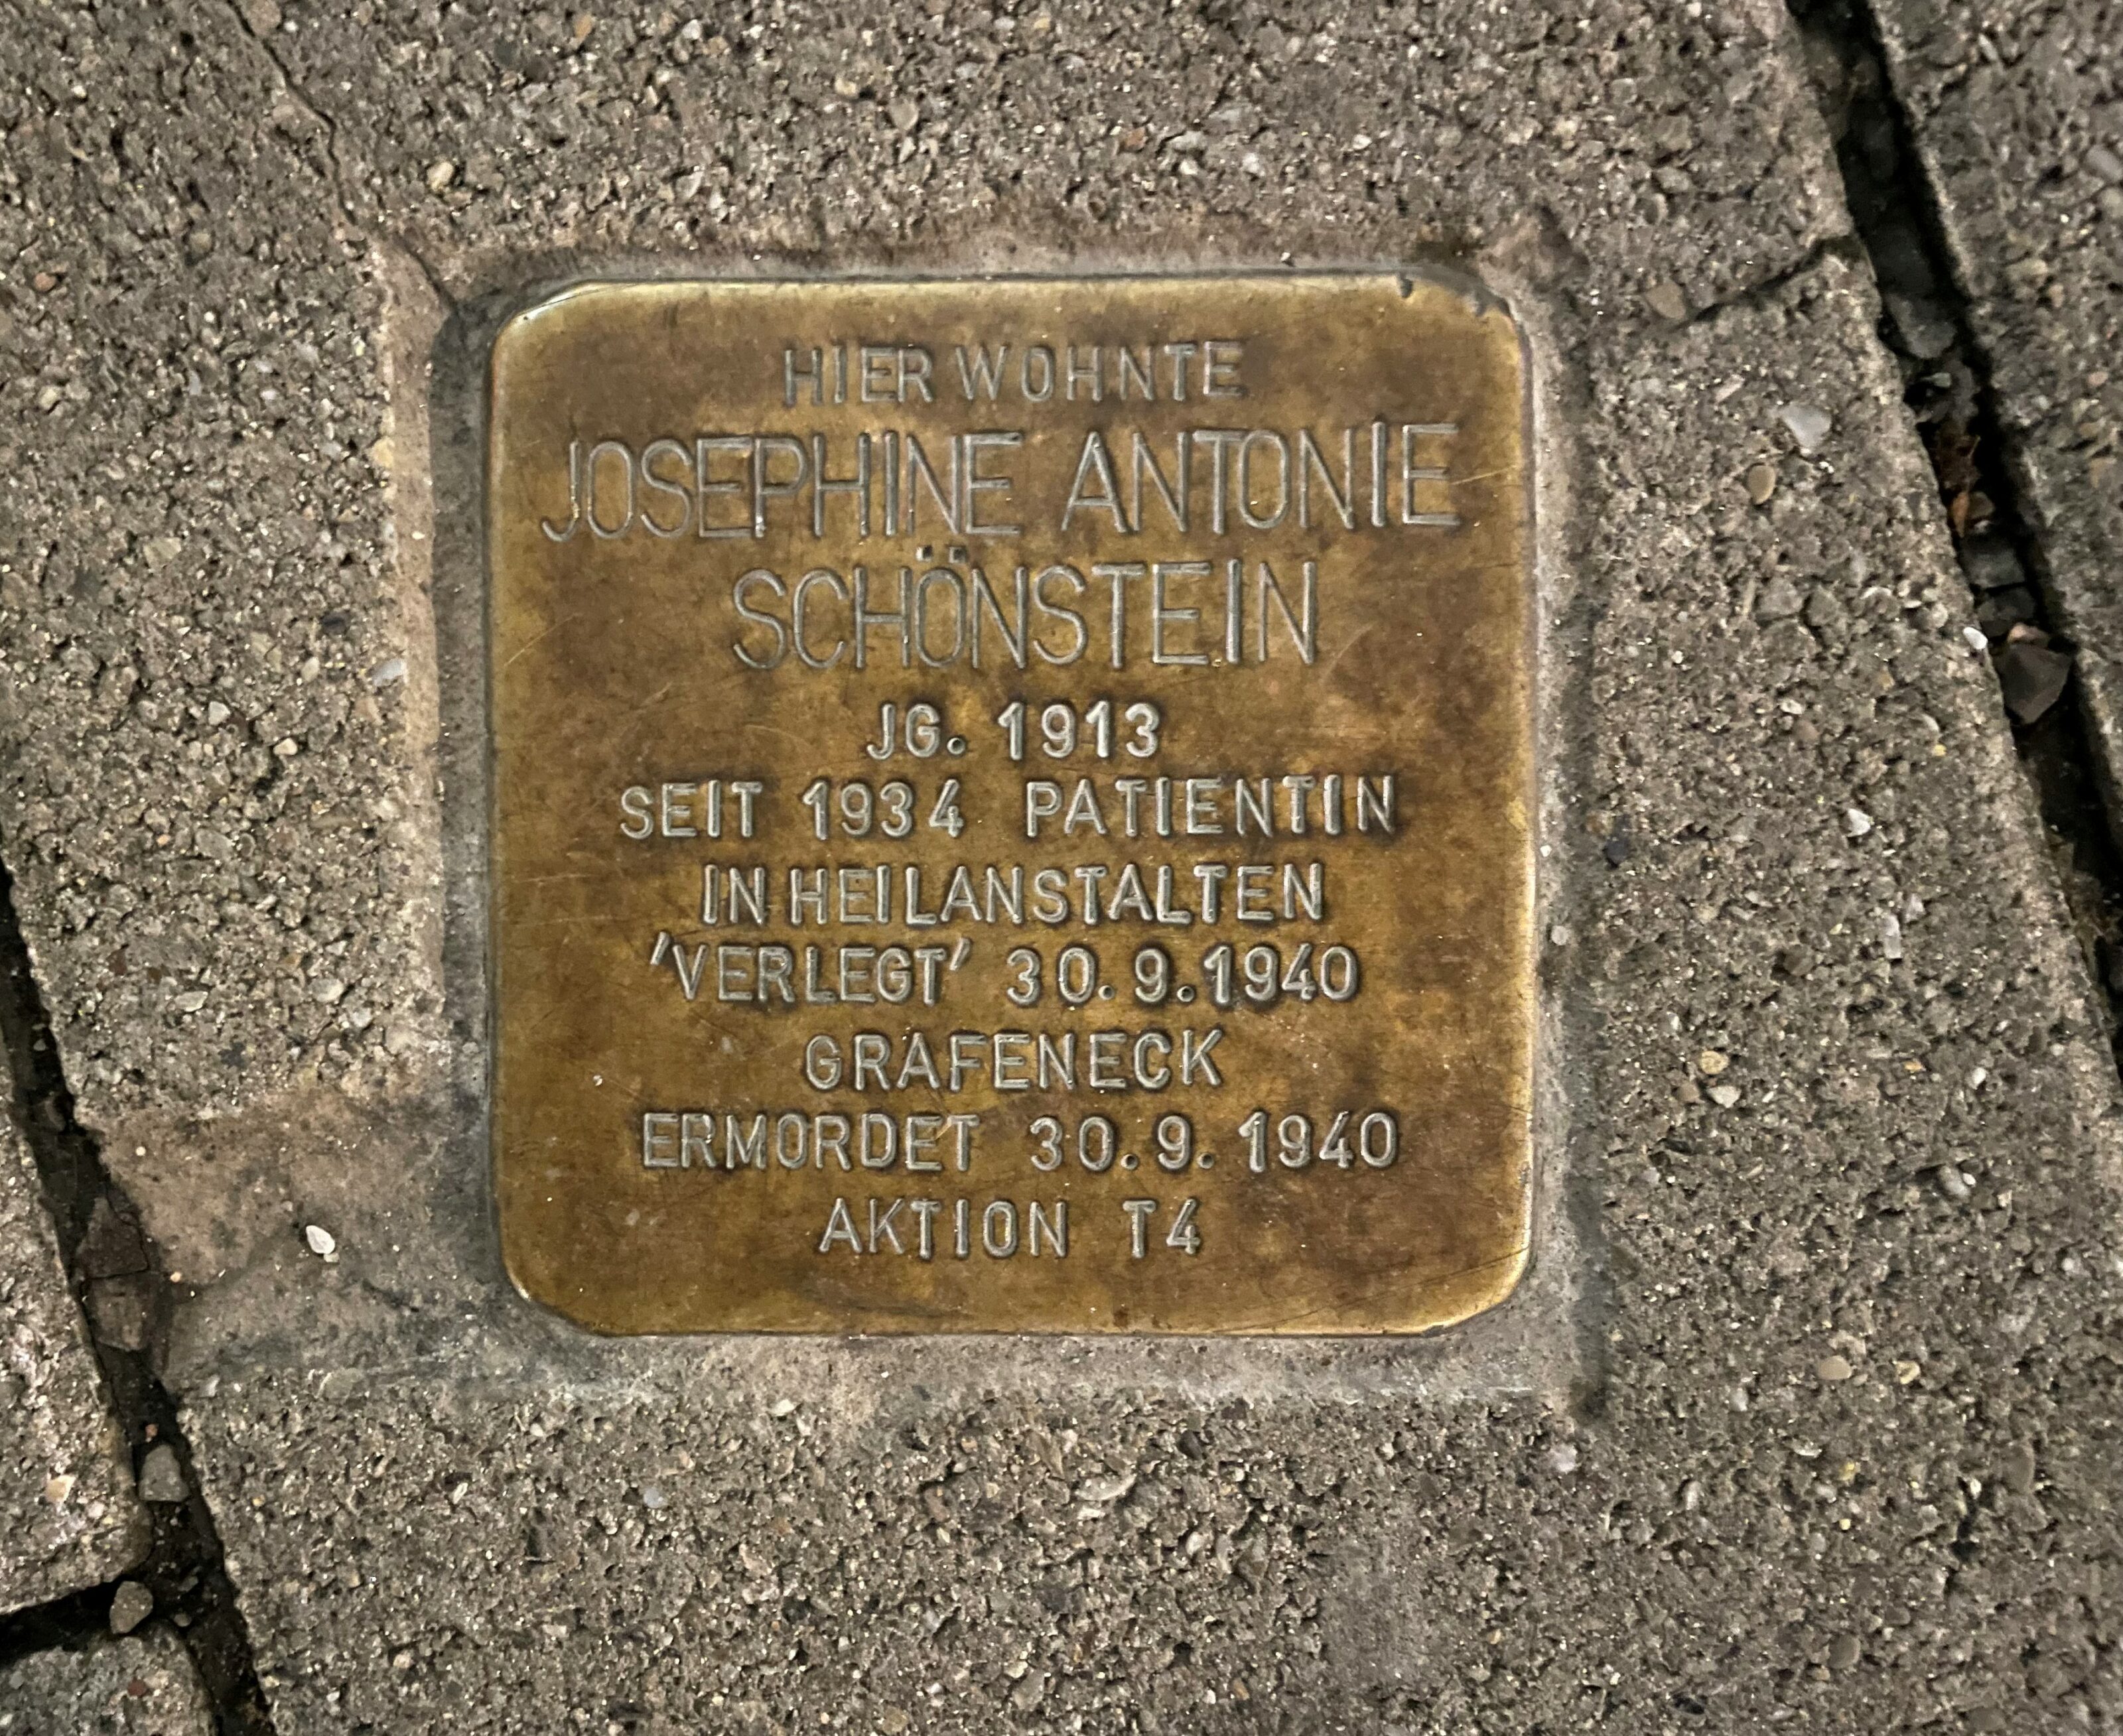 HIER WOHNTE
JOSEPHINE ANTONIE
SCHÖNSTEIN
JG. 1913
SEIT 1934 PATIENTIN
IN HEILANSTALTEN
'VERLEGT' 30.9.1940
GRAFENECK
ERMORDET 30.9.1940
AKTION T4